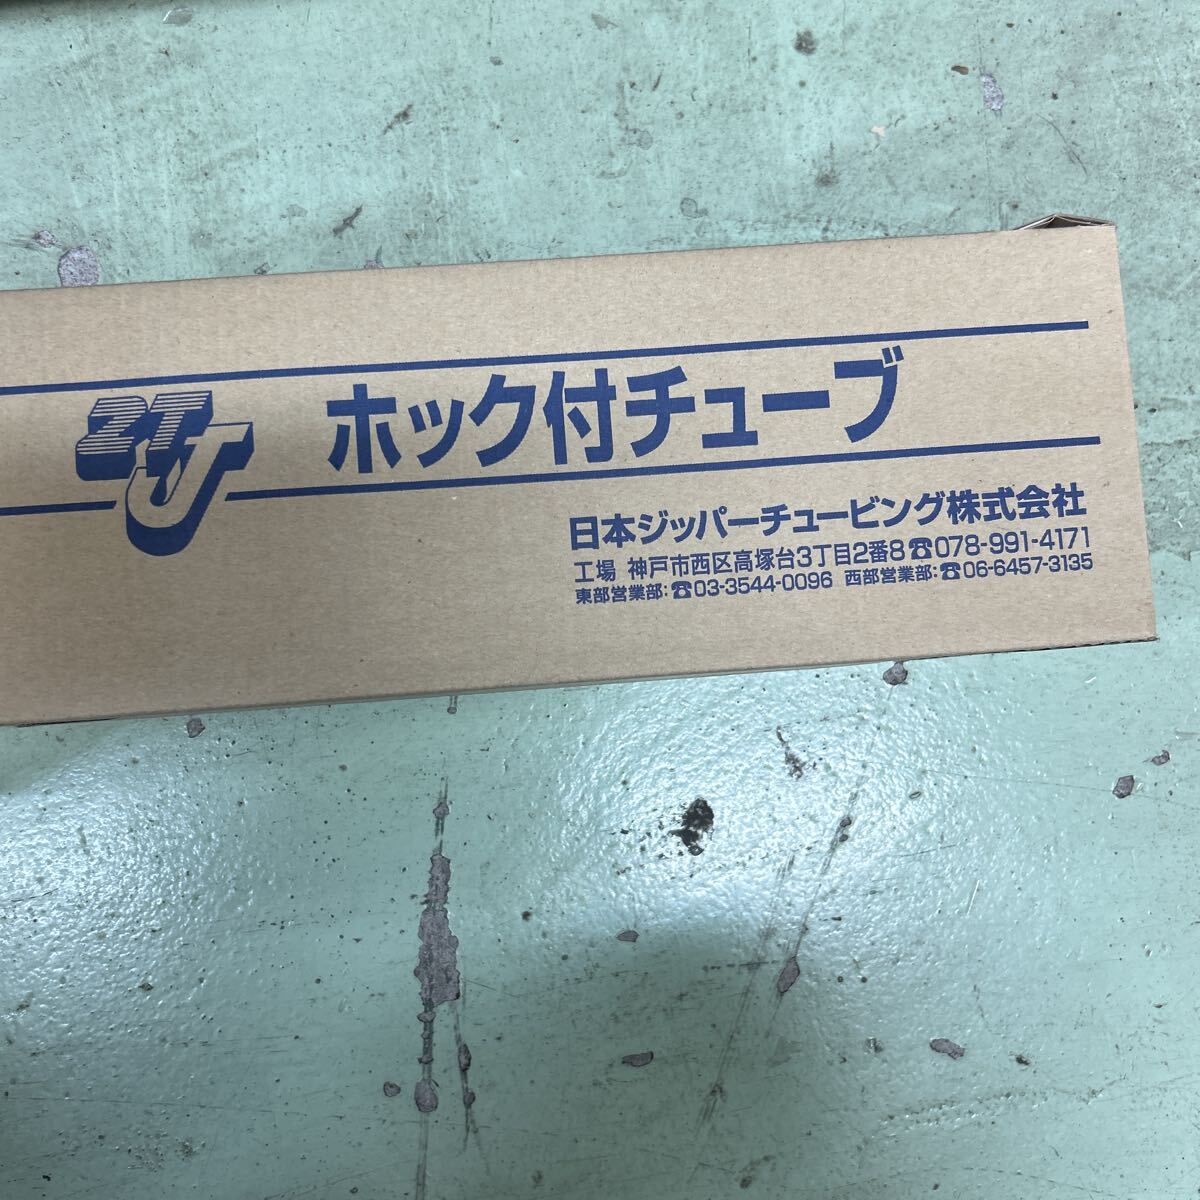 ZTJ
ホック付チューブ
日本ジッパーチュービング株式会社
工場 神戸市西区高塚台3丁目2番8☎078-991-4171
東部営業部:☎03-3544-0096 西部営業部:☎06-6457-3135